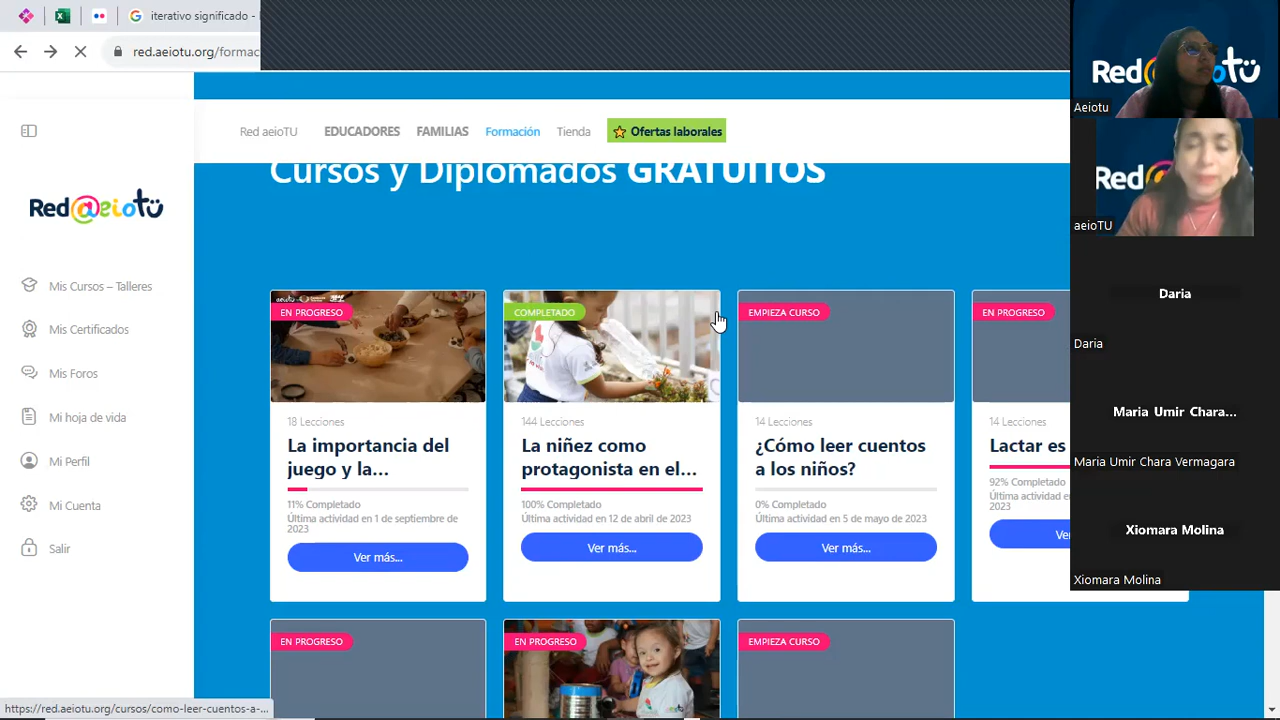 iterativo significado -
red.aeiotu.org/formac
Red aeioTU
EDUCADORES
FAMILIAS
Formación
Tienda
Ofertas laborales
Red@aeiotu
Mis Cursos – Talleres
Mis Certificados
Mis Foros
Mi hoja de vida
Mi Perfil
Mi Cuenta
Salir
Cursos y Diplomados GRATUITOS
EN PROGRESO
18 Lecciones
La importancia del
juego y la...
11% Completado
Última actividad en 1 de septiembre de
2023
Ver más...
COMPLETADO
144 Lecciones
La niñez como
protagonista en el...
100% Completado
Última actividad en 12 de abril de 2023
Ver más...
EMPIEZA CURSO
14 Lecciones
¿Cómo leer cuentos
a los niños?
0% Completado
Última actividad en 5 de mayo de 2023
Ver más...
EN PROGRESO
14 Lecciones
Lactar es
92% Completado
Última actividad en
2023
Ve
EN PROGRESO
EN PROGRESO
EMPIEZA CURSO
https://red.aeiotu.org/cursos/como-leer-cuentos-a-...
Aeiotu
aeioTU
Daria
Daria
Maria Umir Chara...
Maria Umir Chara Vermagara
Xiomara Molina
Xiomara Molina